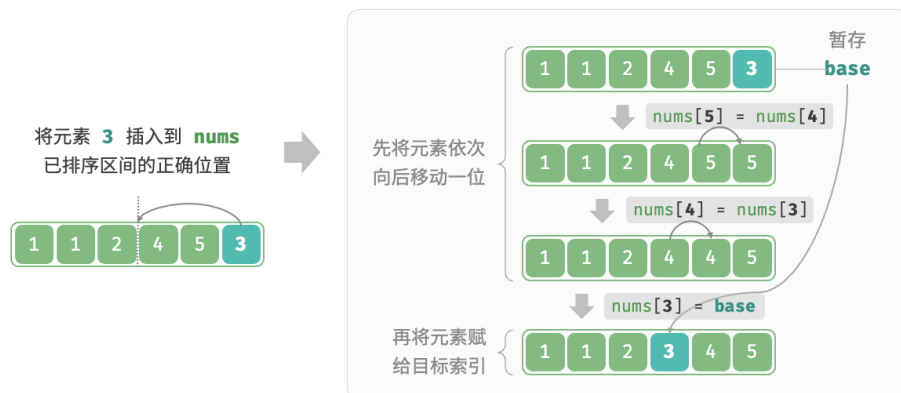 将元素 3 插入到 nums
已排序区间的正确位置
1 1 2 4 5 3
暂存
base
1 1 2 4 5 3
nums[5] = nums[4]
先将元素依次
向后移动一位
1 1 2 4 5 5
nums[4] = nums[3]
1 1 2 4 4 5
nums[3] = base
再将元素赋
给目标索引
1 1 2 3 4 5